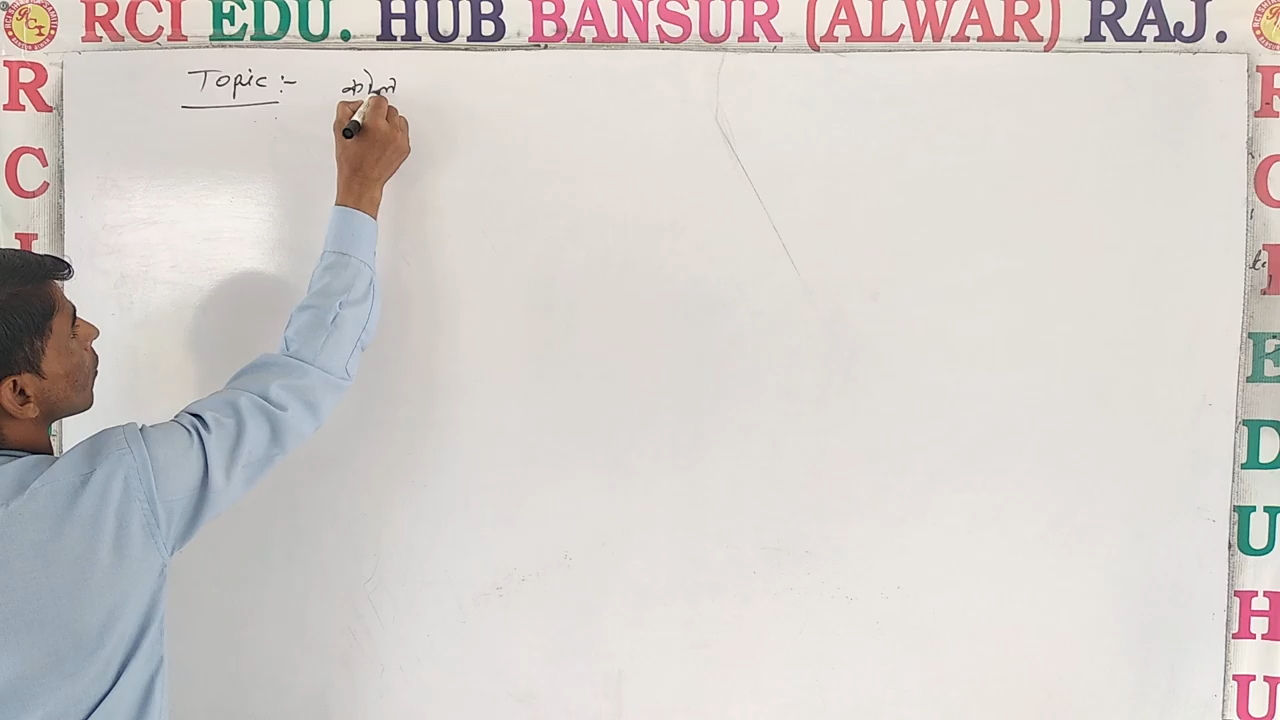 RCI EDU. HUB BANSUR (ALWAR) RAJ.
Topic :-
R
C
I
R
C
I
E
D
U
H
U